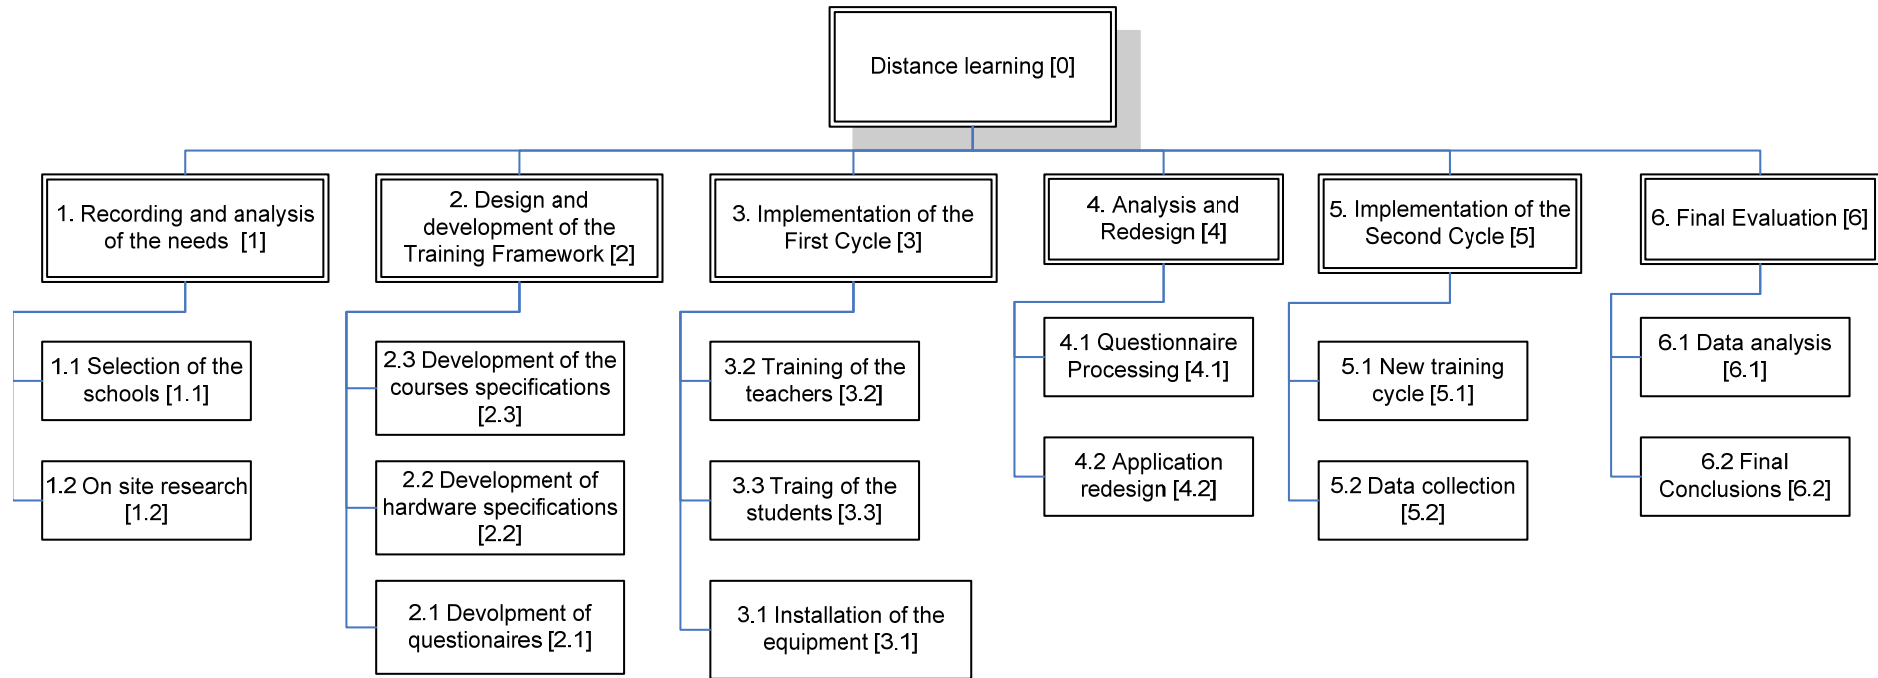 Distance learning [0]
1. Recording and analysis
of the needs [1]
2. Design and
development of the
Training Framework [2]
3. Implementation of the
First Cycle [3]
4. Analysis and
Redesign [4]
5. Implementation of the
Second Cycle [5]
6. Final Evaluation [6]
1.1 Selection of the
schools [1.1]
1.2 On site research
[1.2]
2.3 Development of the
courses specifications
[2.3]
2.2 Development of
hardware specifications
[2.2]
2.1 Devolpment of
questionaires [2.1]
3.2 Training of the
teachers [3.2]
3.3 Traing of the
students [3.3]
3.1 Installation of the
equipment [3.1]
4.1 Questionnaire
Processing [4.1]
4.2 Application
redesign [4.2]
5.1 New training
cycle [5.1]
5.2 Data collection
[5.2]
6.1 Data analysis
[6.1]
6.2 Final
Conclusions [6.2]